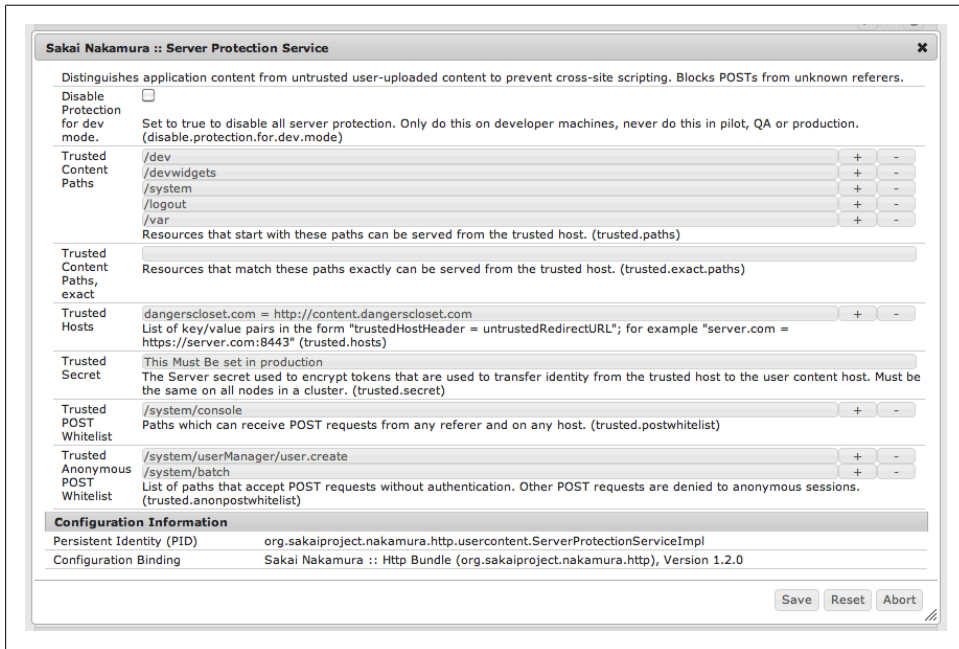 Sakai Nakamura :: Server Protection Service
Distinguishes application content from untrusted user-uploaded content to prevent cross-site scripting. Blocks POSTs from unknown referers.
Disable
Protection
for dev
mode.
Set to true to disable all server protection. Only do this on developer machines, never do this in pilot, QA or production.
(disable.protection.for.dev.mode)
Trusted
Content
Paths
/dev + -
/devwidgets + -
/system + -
/logout + -
/var + -
Resources that start with these paths can be served from the trusted host. (trusted.paths)
Trusted
Content
Paths,
exact
Resources that match these paths exactly can be served from the trusted host. (trusted.exact.paths)
Trusted
Hosts
dangerscloset.com = http://content.dangerscloset.com + -
List of key/value pairs in the form "trustedHostHeader = untrustedRedirectURL"; for example "server.com =
https://server.com:8443" (trusted.hosts)
Trusted
Secret
This Must Be set in production
The Server secret used to encrypt tokens that are used to transfer identity from the trusted host to the user content host. Must be
the same on all nodes in a cluster. (trusted.secret)
Trusted
POST
Whitelist
/system/console + -
Paths which can receive POST requests from any referer and on any host. (trusted.postwhitelist)
Trusted
Anonymous
POST
Whitelist
/system/userManager/user.create + -
/system/batch + -
List of paths that accept POST requests without authentication. Other POST requests are denied to anonymous sessions.
(trusted.anonpostwhitelist)
Configuration Information
Persistent Identity (PID) org.sakaiproject.nakamura.http.usercontent.ServerProtectionServiceImpl
Configuration Binding Sakai Nakamura :: Http Bundle (org.sakaiproject.nakamura.http), Version 1.2.0
Save Reset Abort